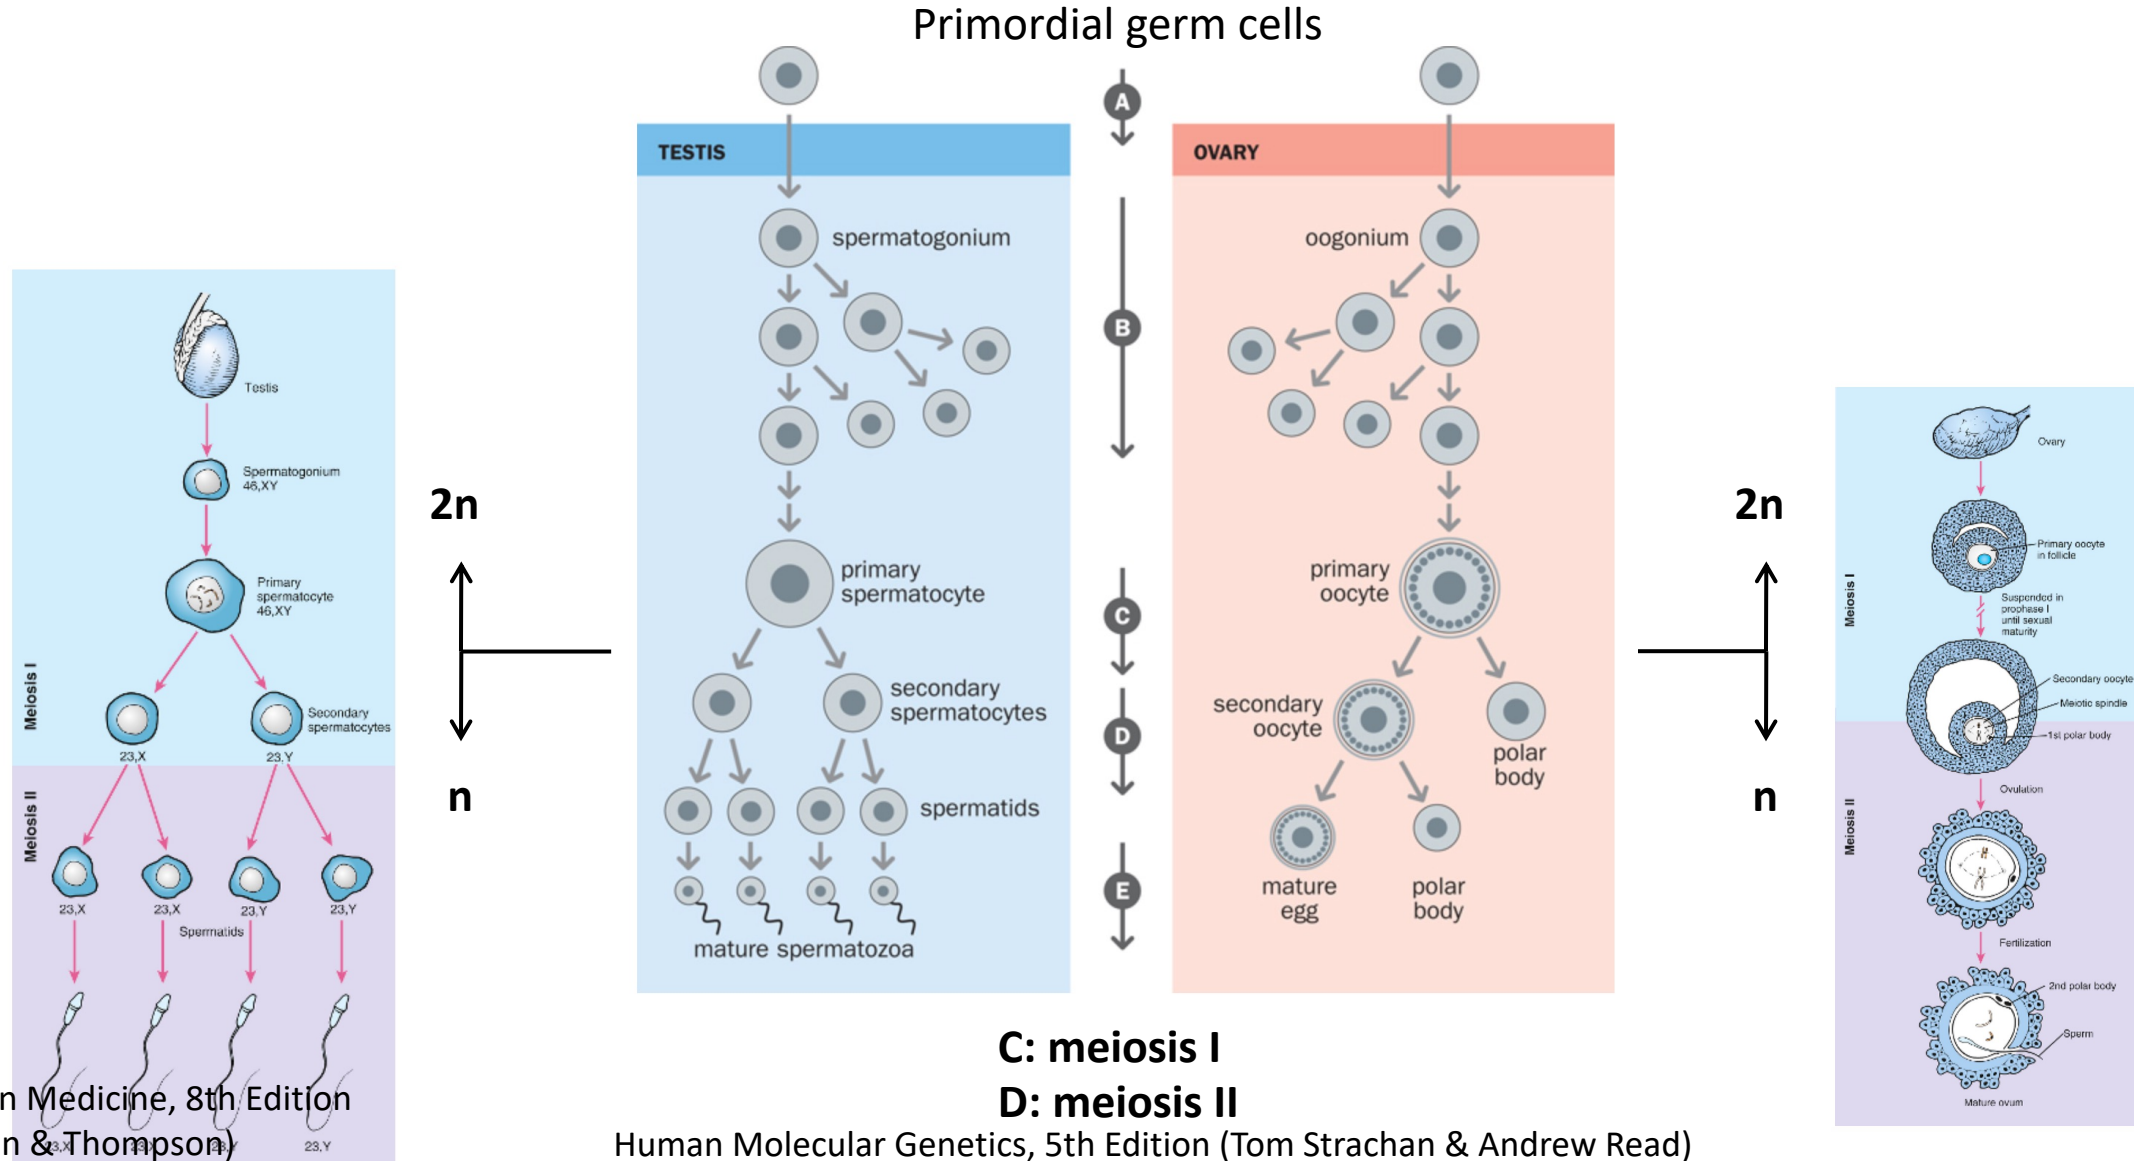 Primordial germ cells
A
TESTIS
OVARY
spermatogonium
oogonium
B
primary
spermatocyte
primary
oocyte
C
secondary
spermatocytes
secondary
oocyte
polar
body
D
spermatids
E
mature
egg
polar
body
mature spermatozoa
Testis
Spermatogonium
46,XY
Primary
spermatocyte
46,XY
Meiosis I
Secondary
spermatocytes
23,X
23,Y
Meiosis II
23,X
23,X
23,Y
23,Y
Spermatids
23,X
23,X
23,Y
23,Y
2n
n
2n
n
Ovary
Primary oocyte
in follicle
Suspended in
prophase I
until sexual
maturity
Meiosis I
Secondary oocyte
Meiotic spindle
1st polar body
Ovulation
Meiosis II
Fertilization
2nd polar body
Sperm
Mature ovum
C: meiosis I
D: meiosis II
n Medicine, 8th Edition
n & Thompson)
Human Molecular Genetics, 5th Edition (Tom Strachan & Andrew Read)